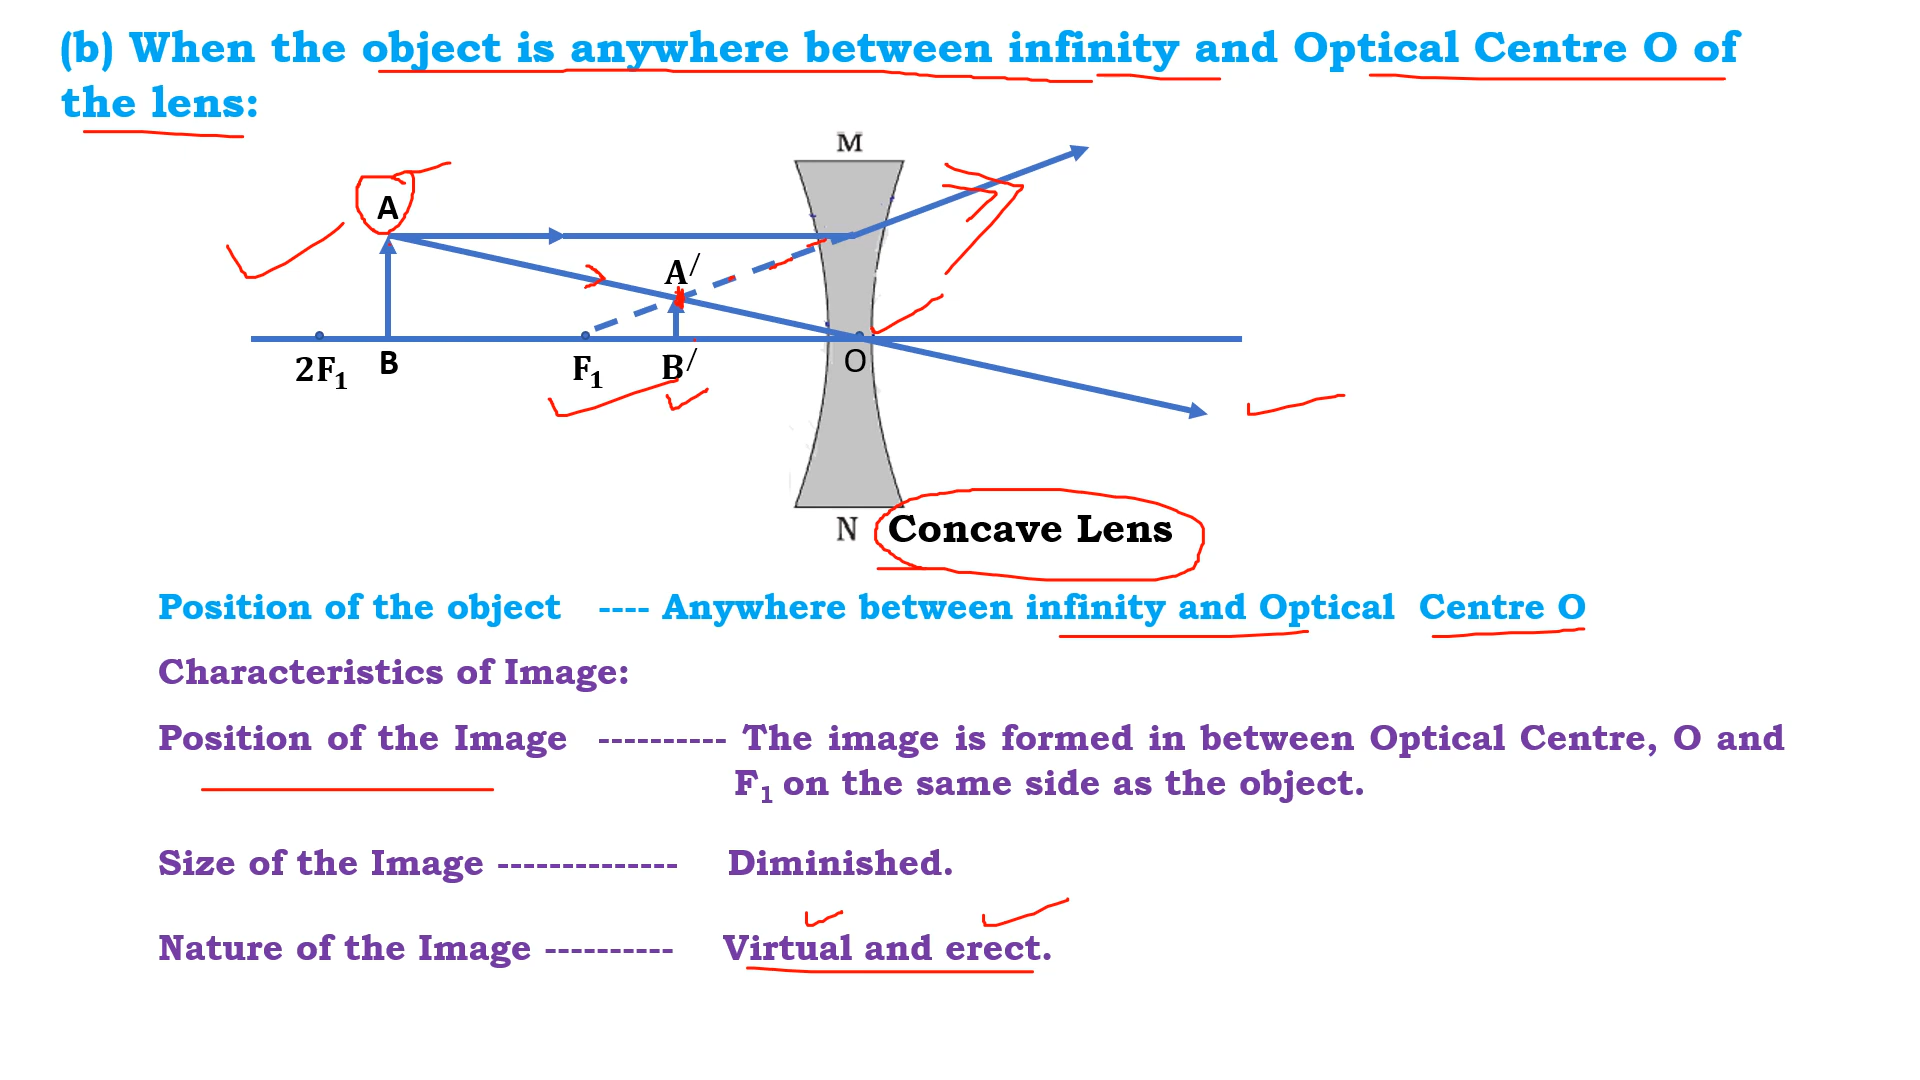 (b) When the object is anywhere between infinity and Optical Centre O of
the lens:
M
A
A/
2F₁ B F₁ B/ O
N Concave Lens
Position of the object ---- Anywhere between infinity and Optical Centre O
Characteristics of Image:
Position of the Image ---------- The image is formed in between Optical Centre, O and
F₁ on the same side as the object.
Size of the Image -------------- Diminished.
Nature of the Image ---------- Virtual and erect.